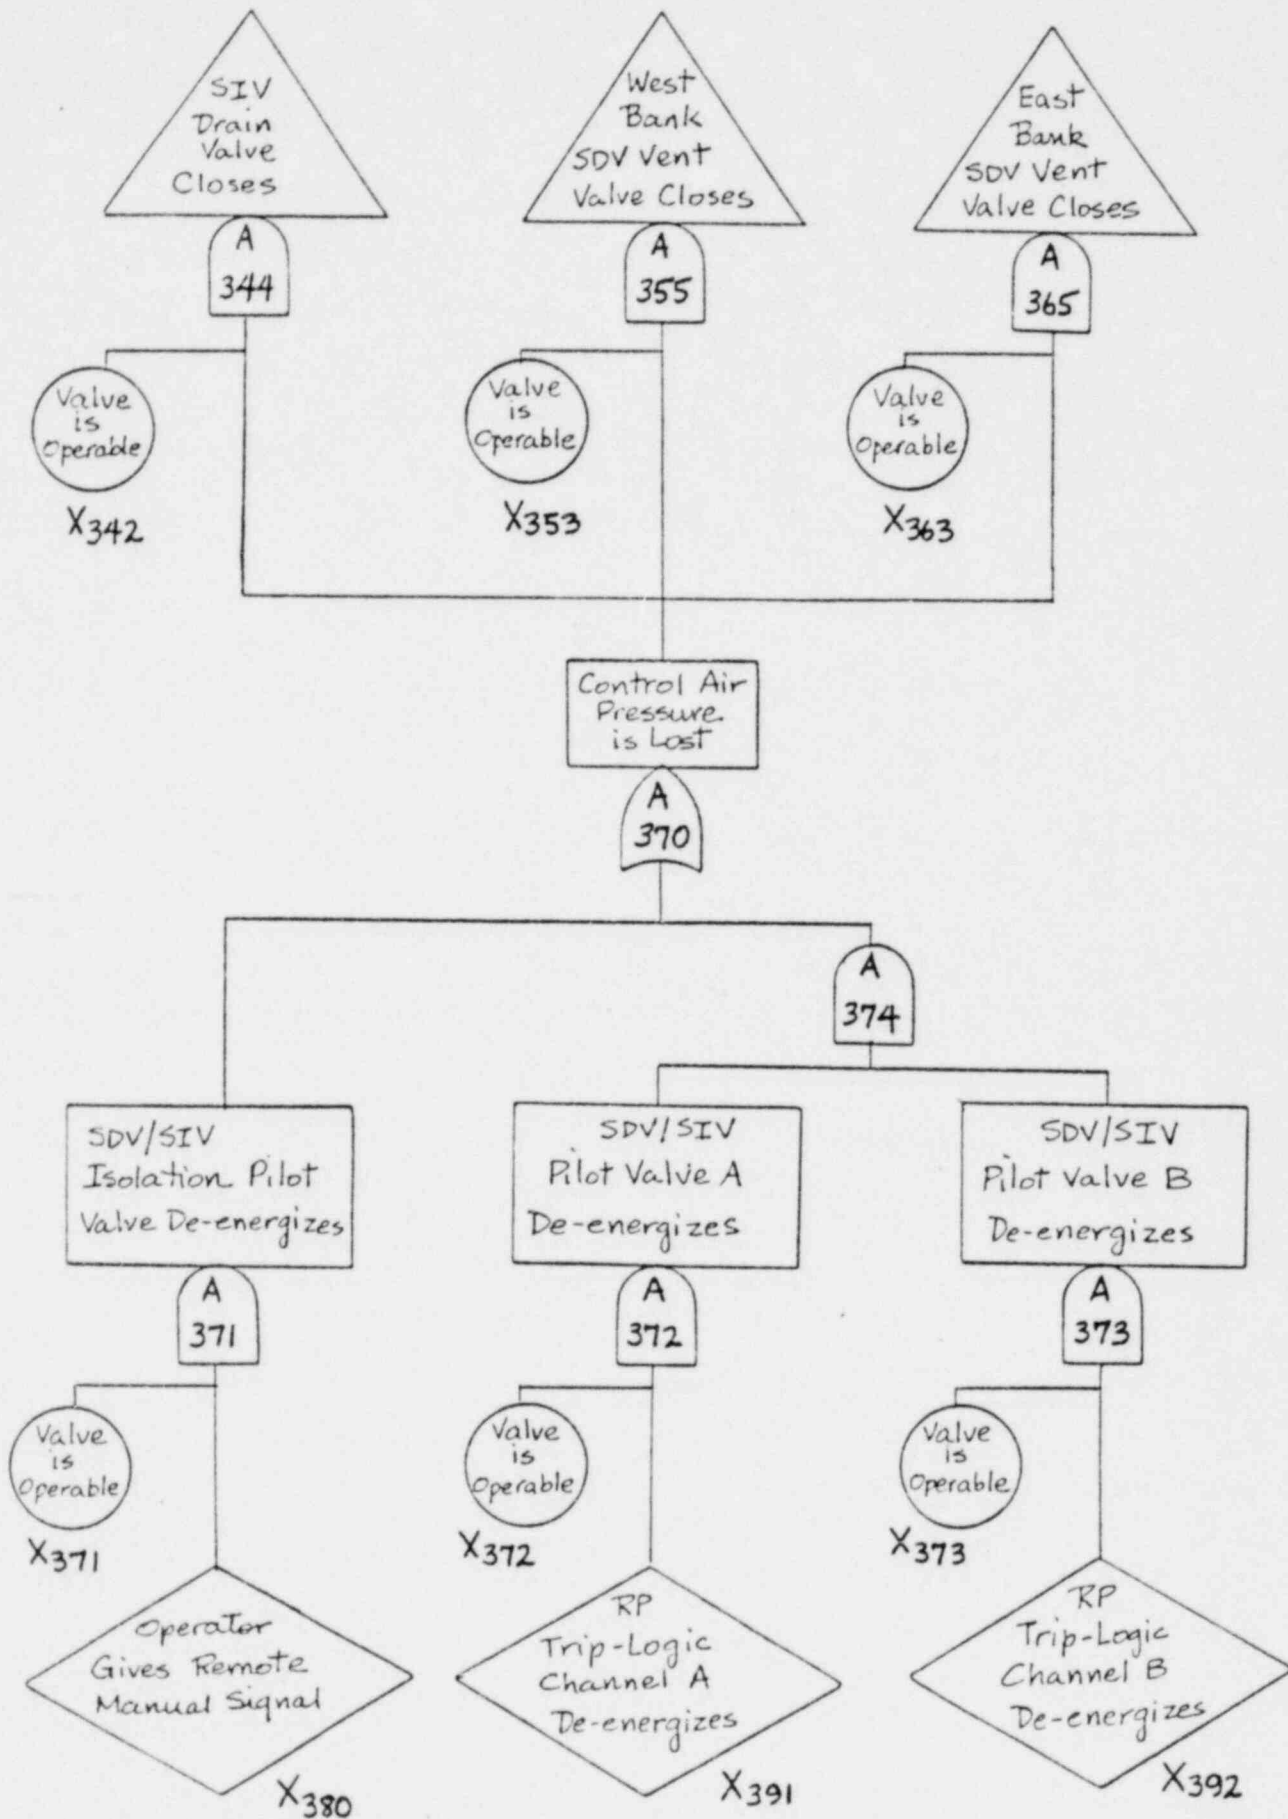 SIV
Drain
Valve
Closes
A
344
Valve
is
Operable
X342
West
Bank
SDV Vent
Valve Closes
A
355
Valve
is
Operable
X353
East
Bank
SDV Vent
Valve Closes
A
365
Valve
is
Operable
X363
Control Air
Pressure
is Lost
A
370
A
374
SDV/SIV
Isolation Pilot
Valve De-energizes
A
371
Valve
is
Operable
X371
Operator
Gives Remote
Manual Signal
X380
SDV/SIV
Pilot Valve A
De-energizes
A
372
Valve
is
Operable
X372
RP
Trip-Logic
Channel A
De-energizes
X391
SDV/SIV
Pilot Valve B
De-energizes
A
373
Valve
is
Operable
X373
RP
Trip-Logic
Channel B
De-energizes
X392